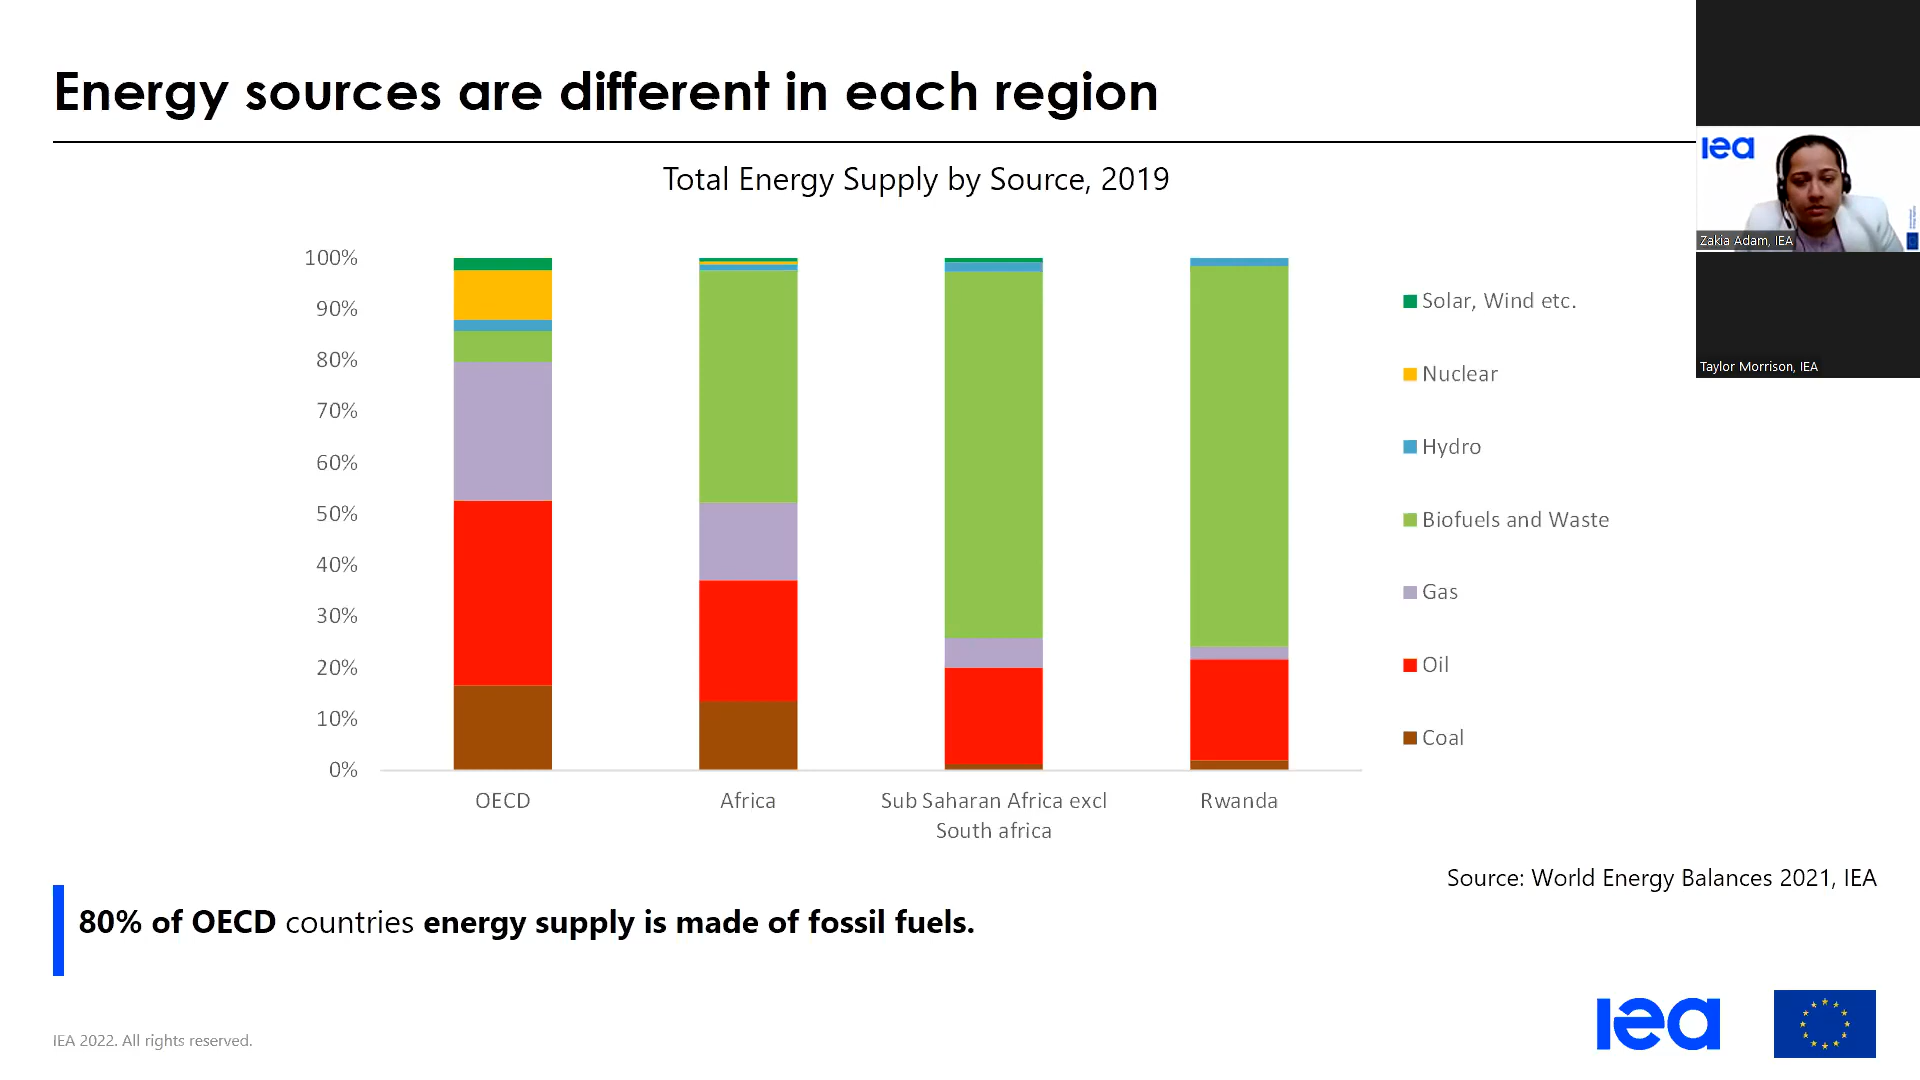 Energy sources are different in each region
Total Energy Supply by Source, 2019
iea
Zakia Adam, IEA
Taylor Morrison, IEA
100%
90%
80%
70%
60%
50%
40%
30%
20%
10%
0%
OECD
Africa
Sub Saharan Africa excl
South africa
Rwanda
Solar, Wind etc.
Nuclear
Hydro
Biofuels and Waste
Gas
Oil
Coal
Source: World Energy Balances 2021, IEA
80% of OECD countries energy supply is made of fossil fuels.
IEA 2022. All rights reserved.
iea